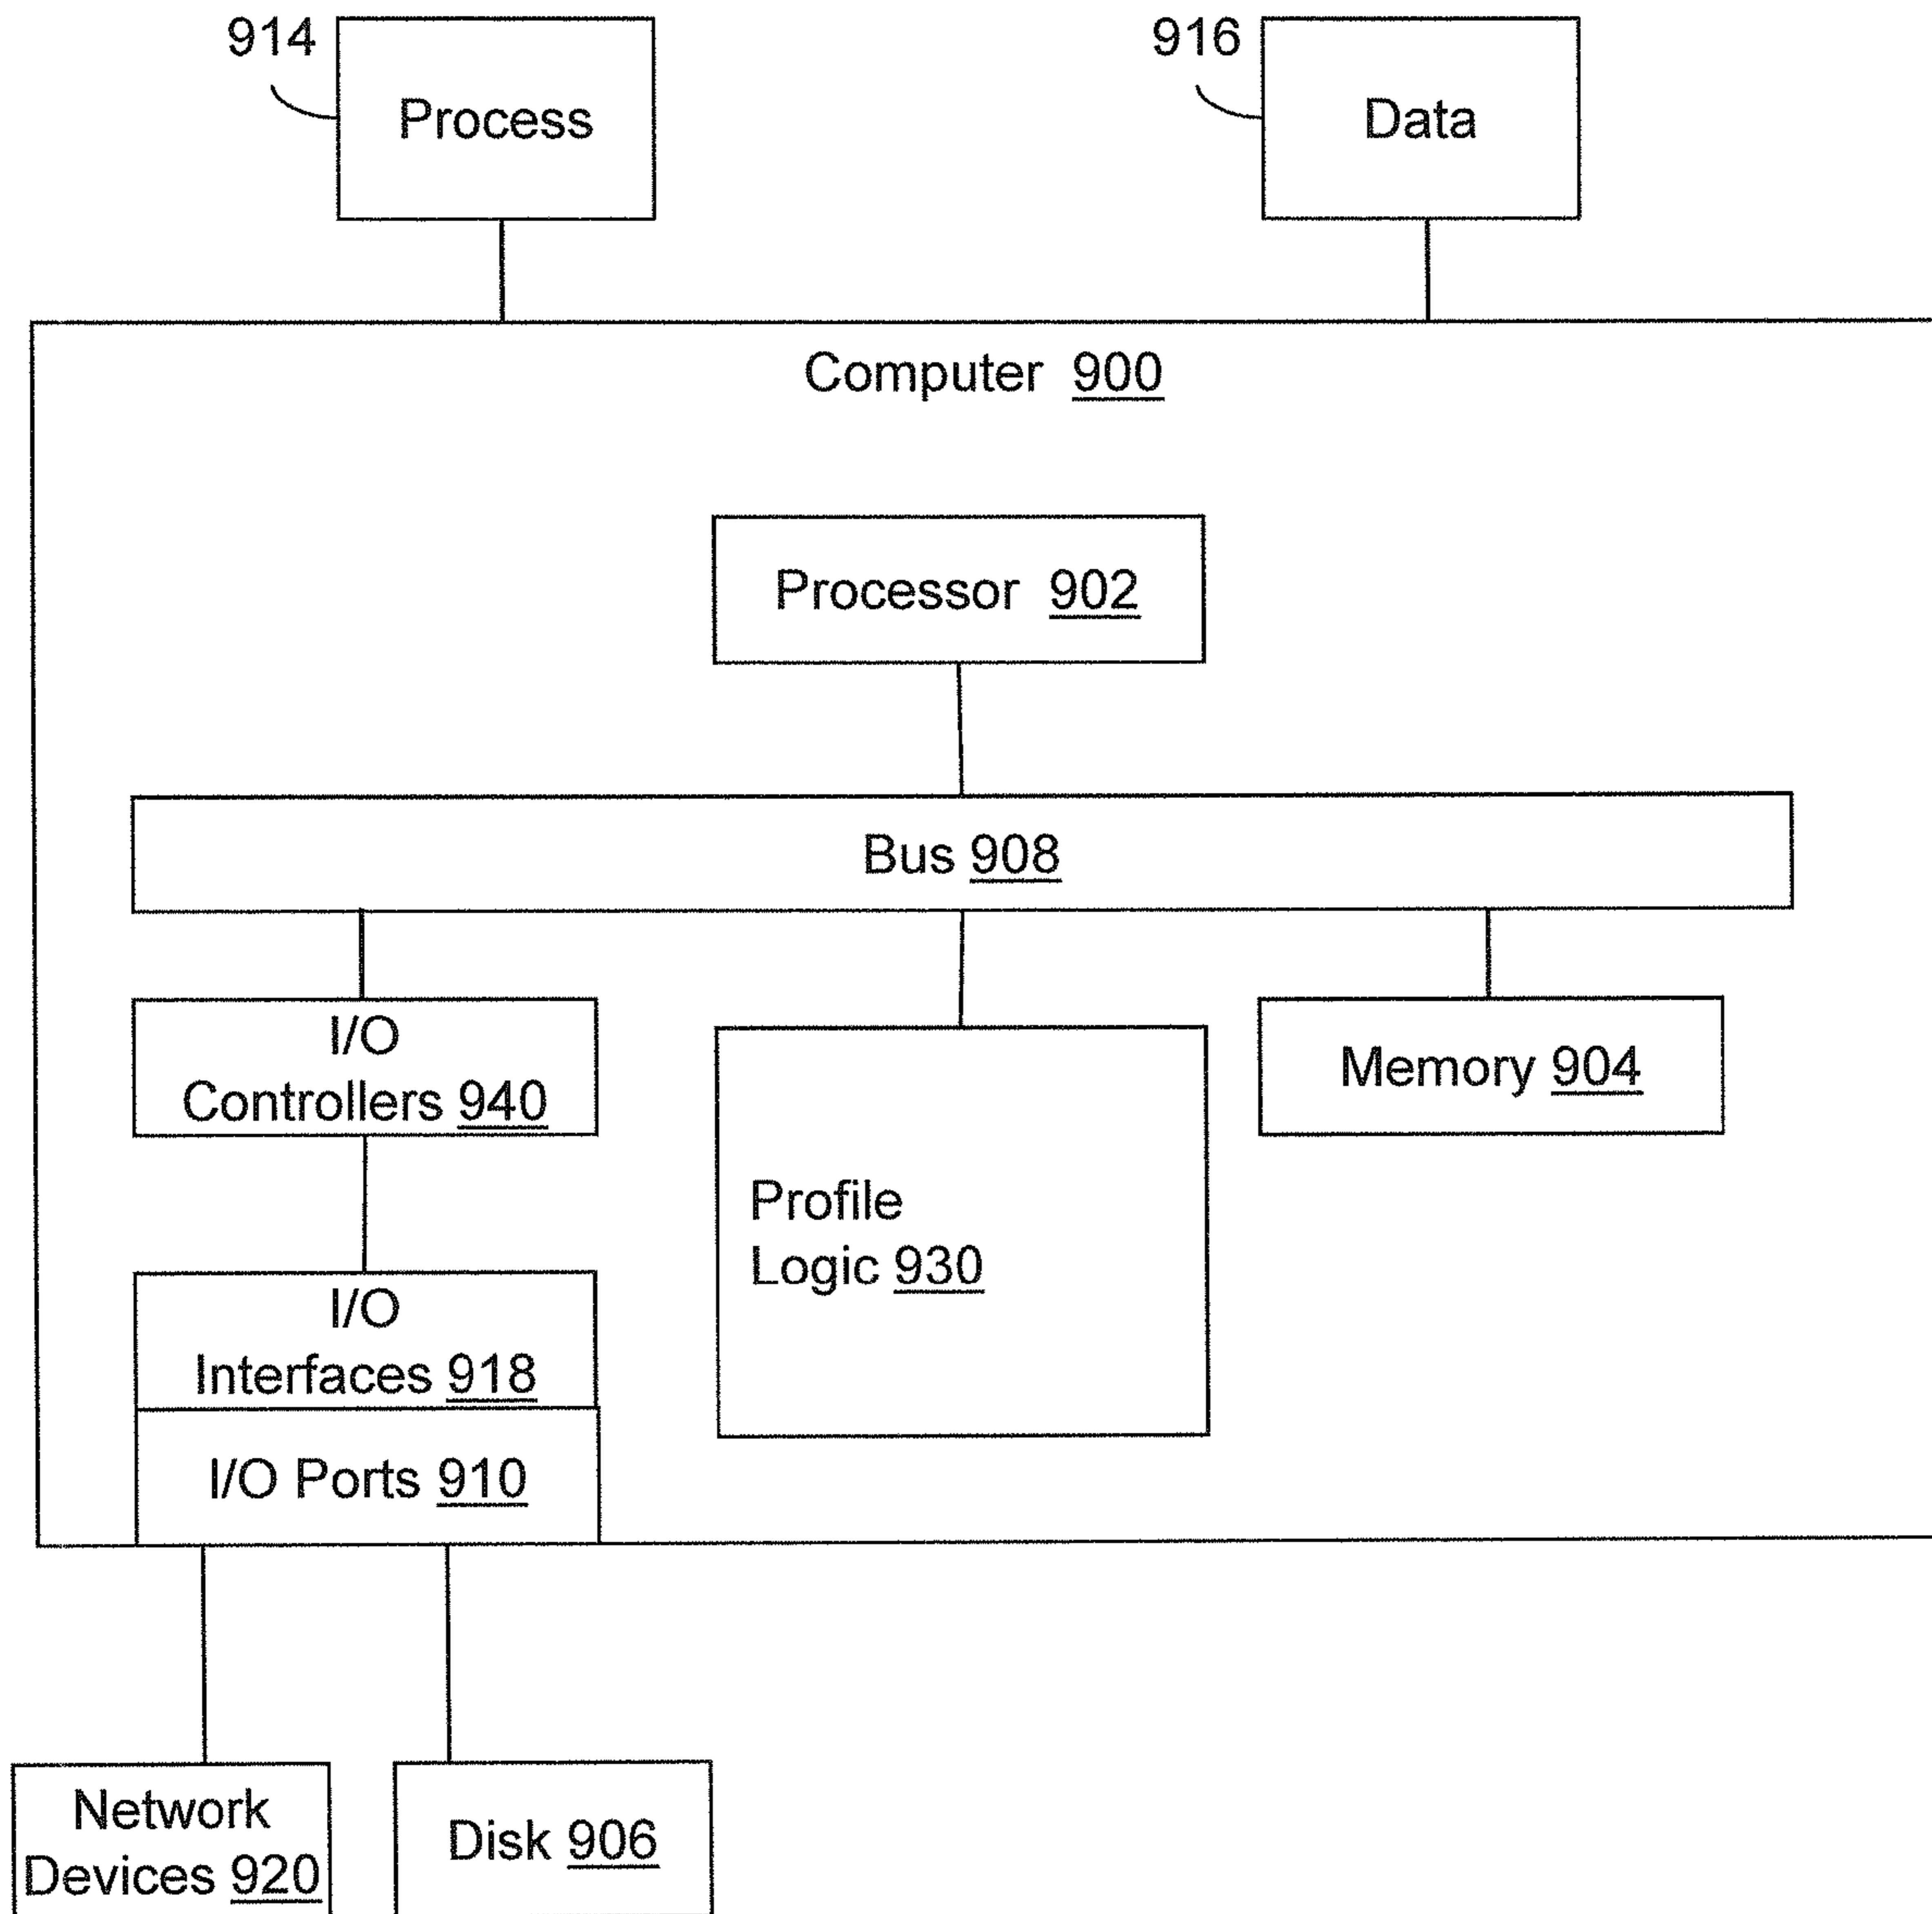 914
Process
916
Data
Computer 900
Processor 902
Bus 908
I/O
Controllers 940
Profile
Logic 930
Memory 904
I/O
Interfaces 918
I/O Ports 910
Network
Devices 920
Disk 906